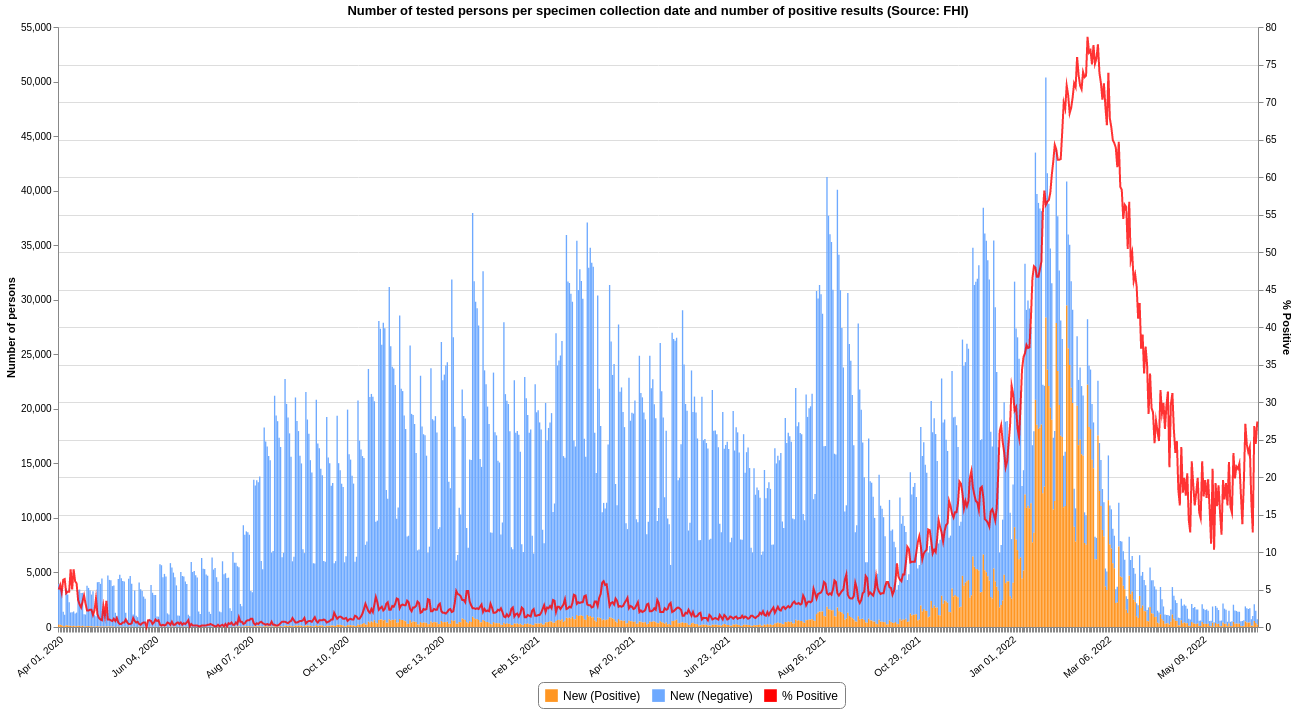 Number of tested persons per specimen collection date and number of positive results (Source: FHI)
55,000
50,000
45,000
40,000
35,000
30,000
25,000
20,000
15,000
10,000
5,000
0
Number of persons
80
75
70
65
60
55
50
45
40
35
30
25
20
15
10
5
0
% Positive
Apr 01, 2020
Jun 04, 2020
Aug 07, 2020
Oct 10, 2020
Dec 13, 2020
Feb 15, 2021
Apr 20, 2021
Jun 23, 2021
Aug 26, 2021
Oct 29, 2021
Jan 01, 2022
Mar 06, 2022
May 09, 2022
New (Positive) New (Negative) % Positive